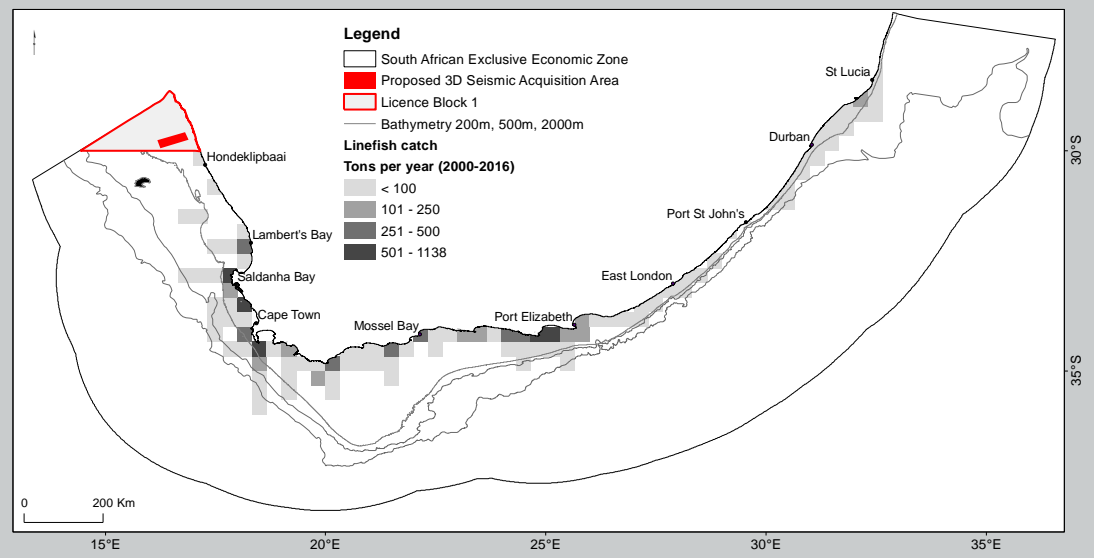 Legend
South African Exclusive Economic Zone
Proposed 3D Seismic Acquisition Area
Licence Block 1
Bathymetry 200m, 500m, 2000m
Linefish catch
Tons per year (2000-2016)
< 100
101 - 250
251 - 500
501 - 1138
St Lucia
Durban
30°S
Hondeklipbaai
Port St John's
Lambert's Bay
East London
Saldanha Bay
Cape Town
Port Elizabeth
Mossel Bay
35°S
0 200 Km
15°E 20°E 25°E 30°E 35°E